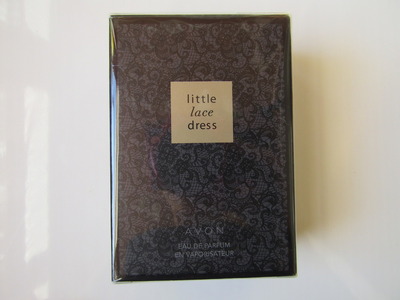 little
lace
dress
AVON
EAU DE PARFUM
EN VAPORISATEUR